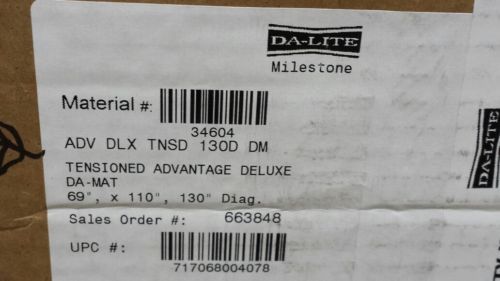 DA-LITE
Milestone
Material #:
34604
ADV DLX TNSD 130D DM
TENSIONED ADVANTAGE DELUXE
DA-MAT
69", x 110", 130" Diag.
Sales Order #: 663848
UPC #:
717068004078
DA-LITE